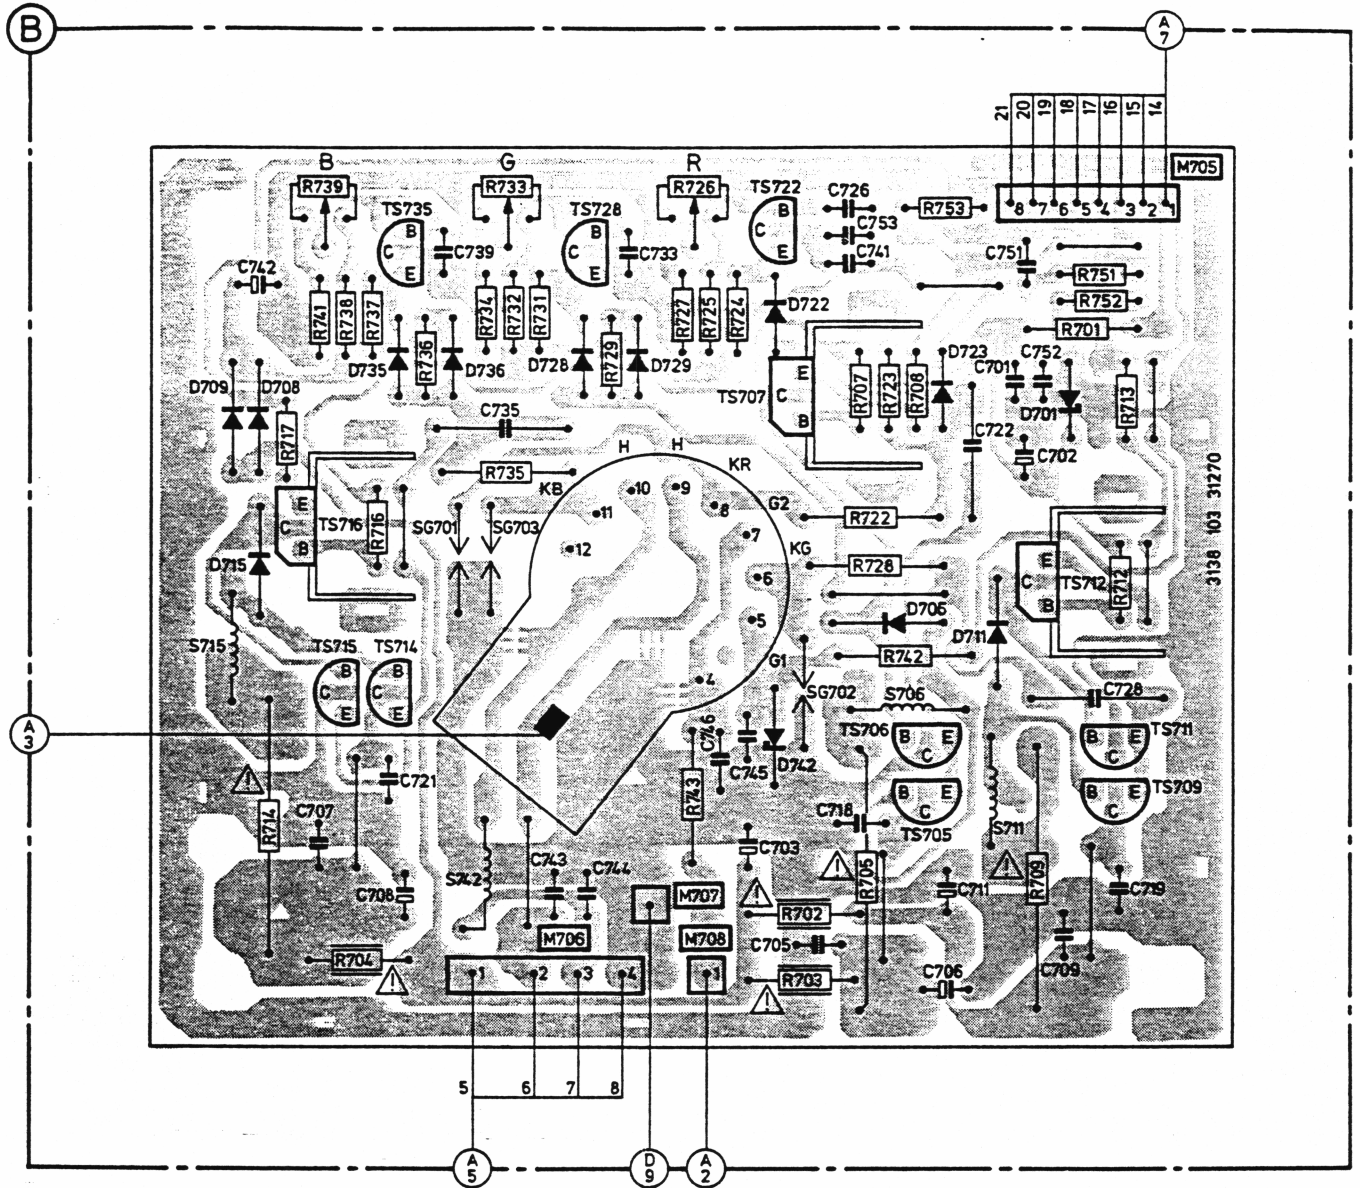 B
A
7
21 20 19 18 17 16 15 14
M705
B G R
R739 R733 R726 TS722 C726
TS735 TS728 R753 8 7 6 5 4 3 2 1
B B B C753
C C739 C C733 C C741 C751
E E E
C742 R751
R741 R738 R737 R734 R732 R731 R727 R725 R724 D722 R752
R701
D735 R736 D736 D728 R729 D729 E D723 C752
D709 D708 TS707 C R707 R723 R708 C701 D701 R713
R717 C735 B C722 C702
H H
R735 KR
KB 10 9 G2
E TS716 R716 SG701 SG703 11 8 R722
C 12 7 KG
B 3138 103 31270
D715 6 R728 E TS712 R712
C
B
5 D705 D711
S715 TS715 TS714 G1 R742
B B 4 SG702 S706 C728
C C
E E
A
3
C746 TS706 B E B E TS711
C C
C745 D742
C721 R743 B E B E TS709
C C
R714 C707 C718 TS705 S711
S742 C743 C744 C703 R706 R709
C708 M707 C711 C719
R702
M706 M708 C705 C709
R704 1 2 3 4 1 R703 C706
5 6 7 8
A
5
D
9
A
2